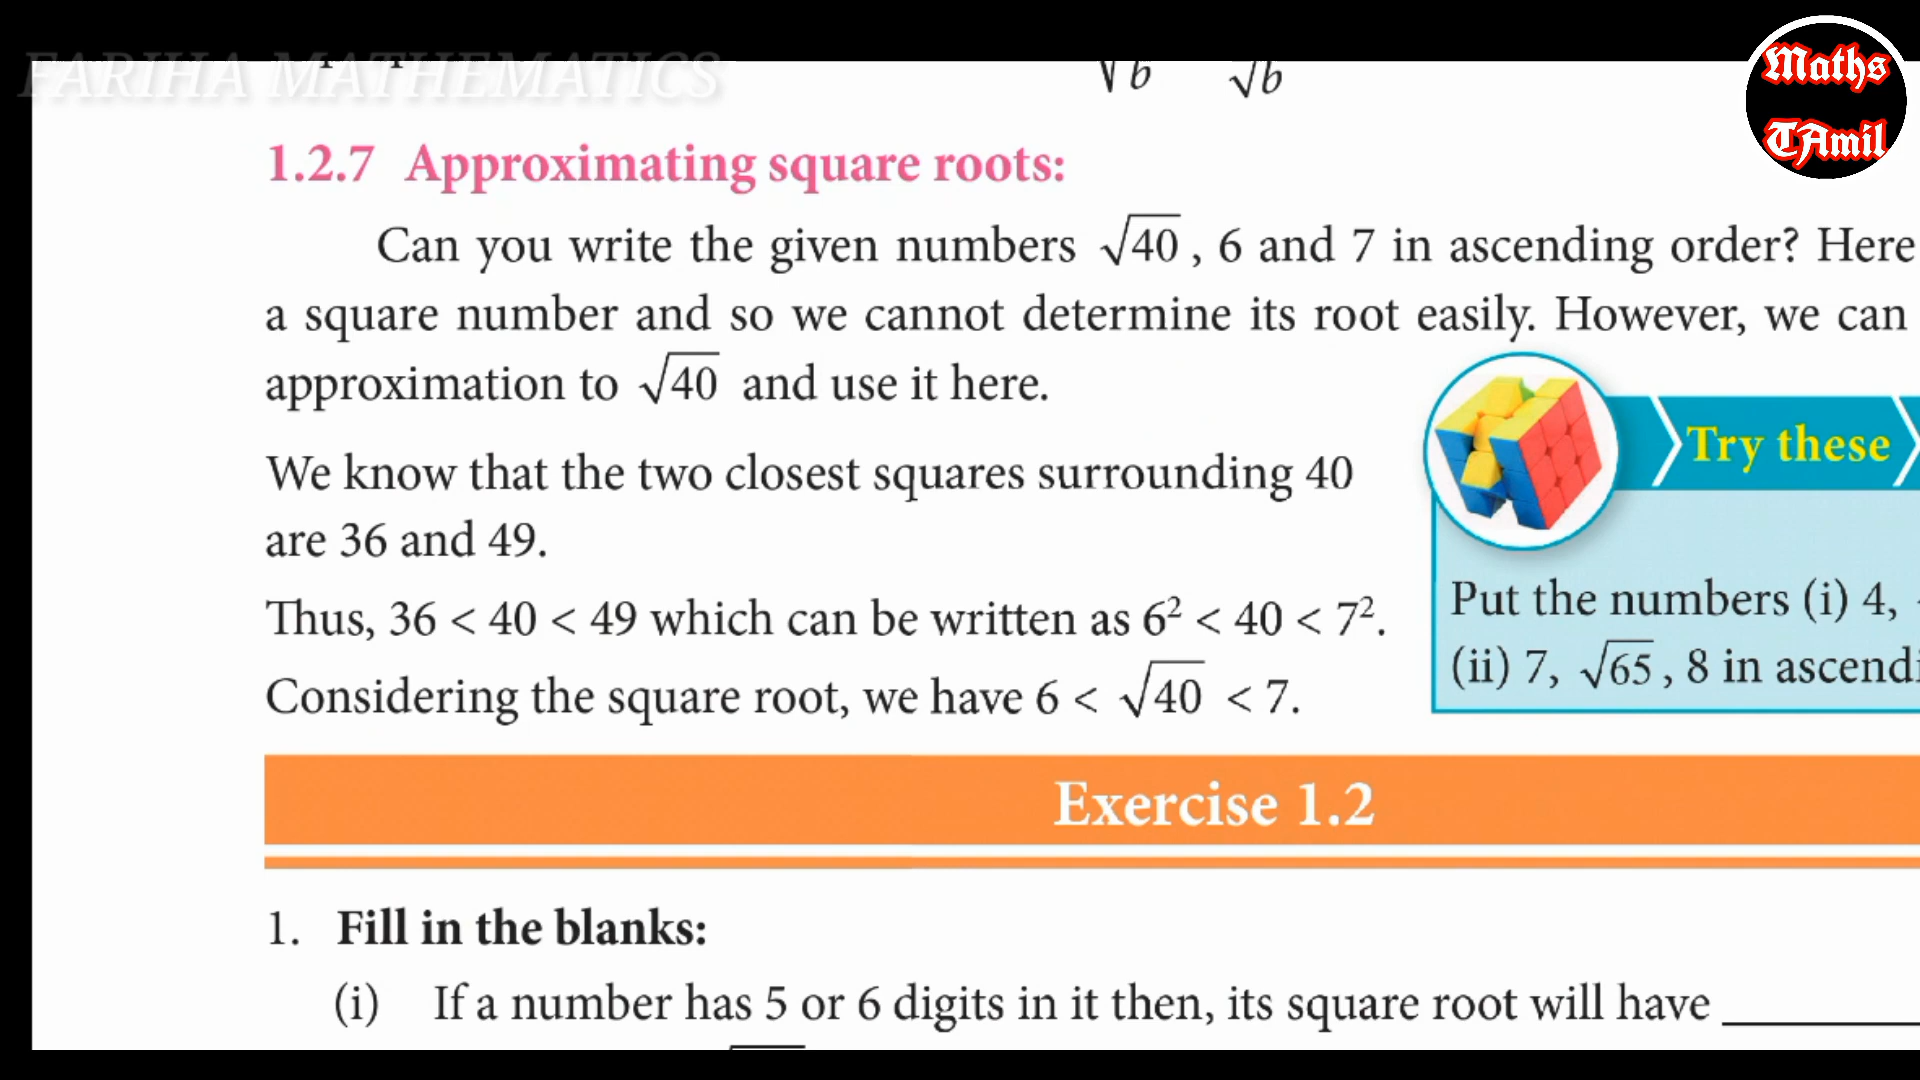 FARIHA MATHEMATICS
√b √b
Maths
TAmil
1.2.7 Approximating square roots:
Can you write the given numbers √40 , 6 and 7 in ascending order? Here
a square number and so we cannot determine its root easily. However, we can
approximation to √40 and use it here.
We know that the two closest squares surrounding 40
are 36 and 49.
Thus, 36 < 40 < 49 which can be written as 6² < 40 < 7².
Considering the square root, we have 6 < √40 < 7.
Try these
Put the numbers (i) 4,
(ii) 7, √65 , 8 in ascendi
Exercise 1.2
1. Fill in the blanks:
(i) If a number has 5 or 6 digits in it then, its square root will have ______